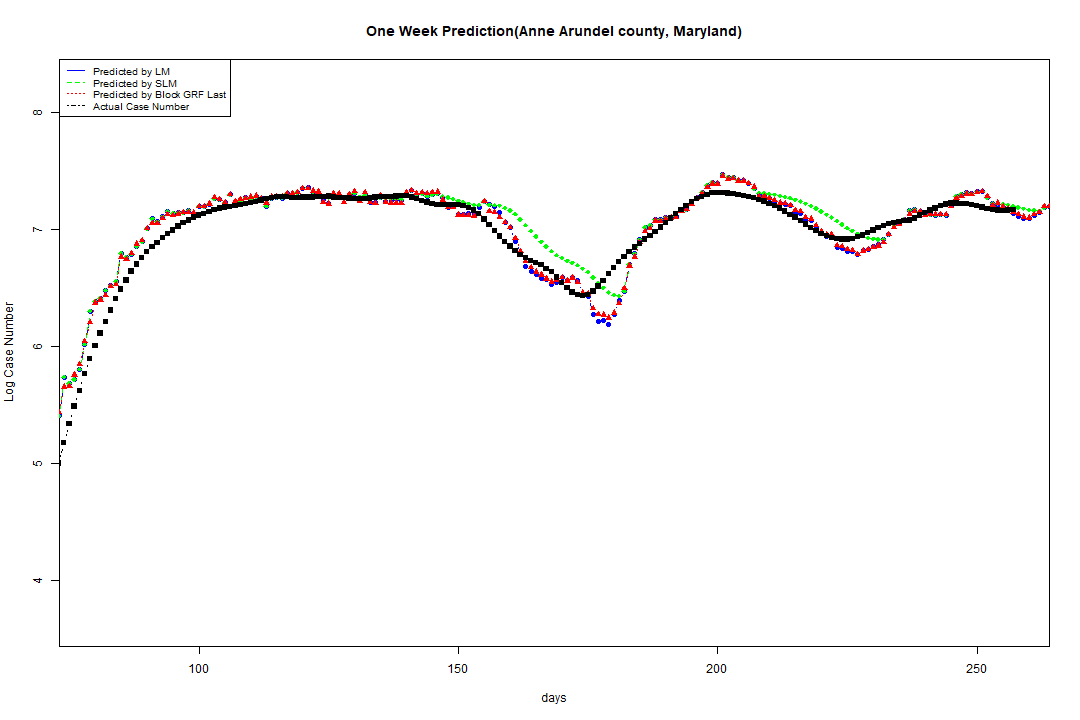 One Week Prediction(Anne Arundel county, Maryland)
Predicted by LM
Predicted by SLM
Predicted by Block GRF Last
Actual Case Number
8
7
6
5
4
Log Case Number
100 150 200 250
days